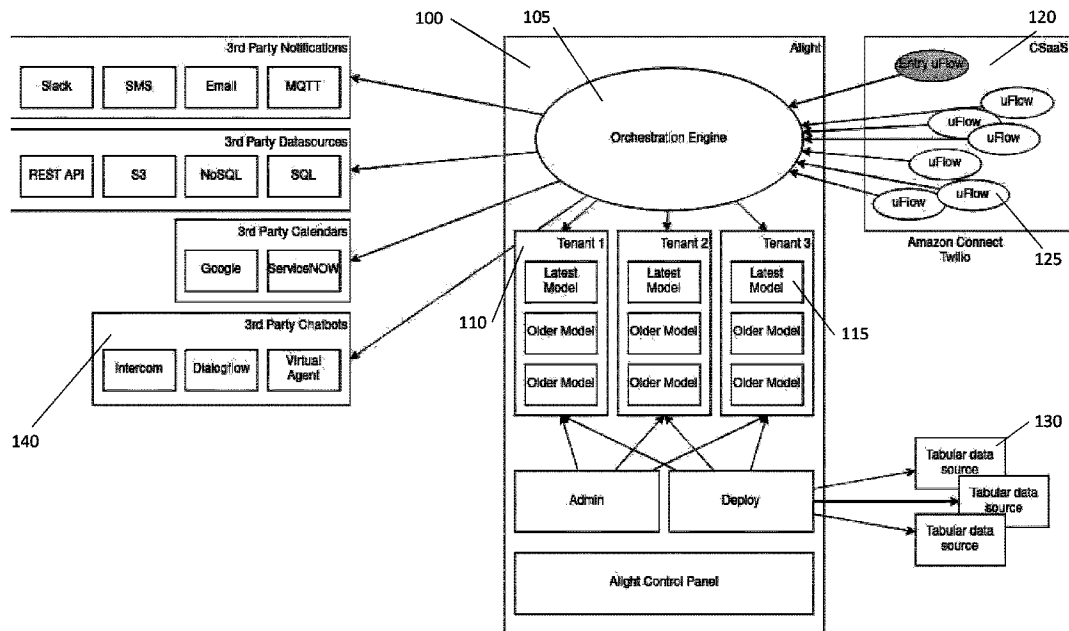 100
105
120
3rd Party Notifications
Slack
SMS
Email
MQTT
Alight
CSaaS
Entry uFlow
uFlow
uFlow
uFlow
uFlow
uFlow
uFlow
Orchestration Engine
3rd Party Datasources
REST API
S3
NoSQL
SQL
3rd Party Calendars
Google
ServiceNOW
Amazon Connect
Twilio
125
Tenant 1
Tenant 2
Tenant 3
Latest
Model
Latest
Model
Latest
Model
110
115
Older Model
Older Model
Older Model
Older Model
Older Model
Older Model
3rd Party Chatbots
Intercom
Dialogflow
Virtual
Agent
140
130
Admin
Deploy
Tabular data
source
Tabular data
source
Tabular data
source
Alight Control Panel